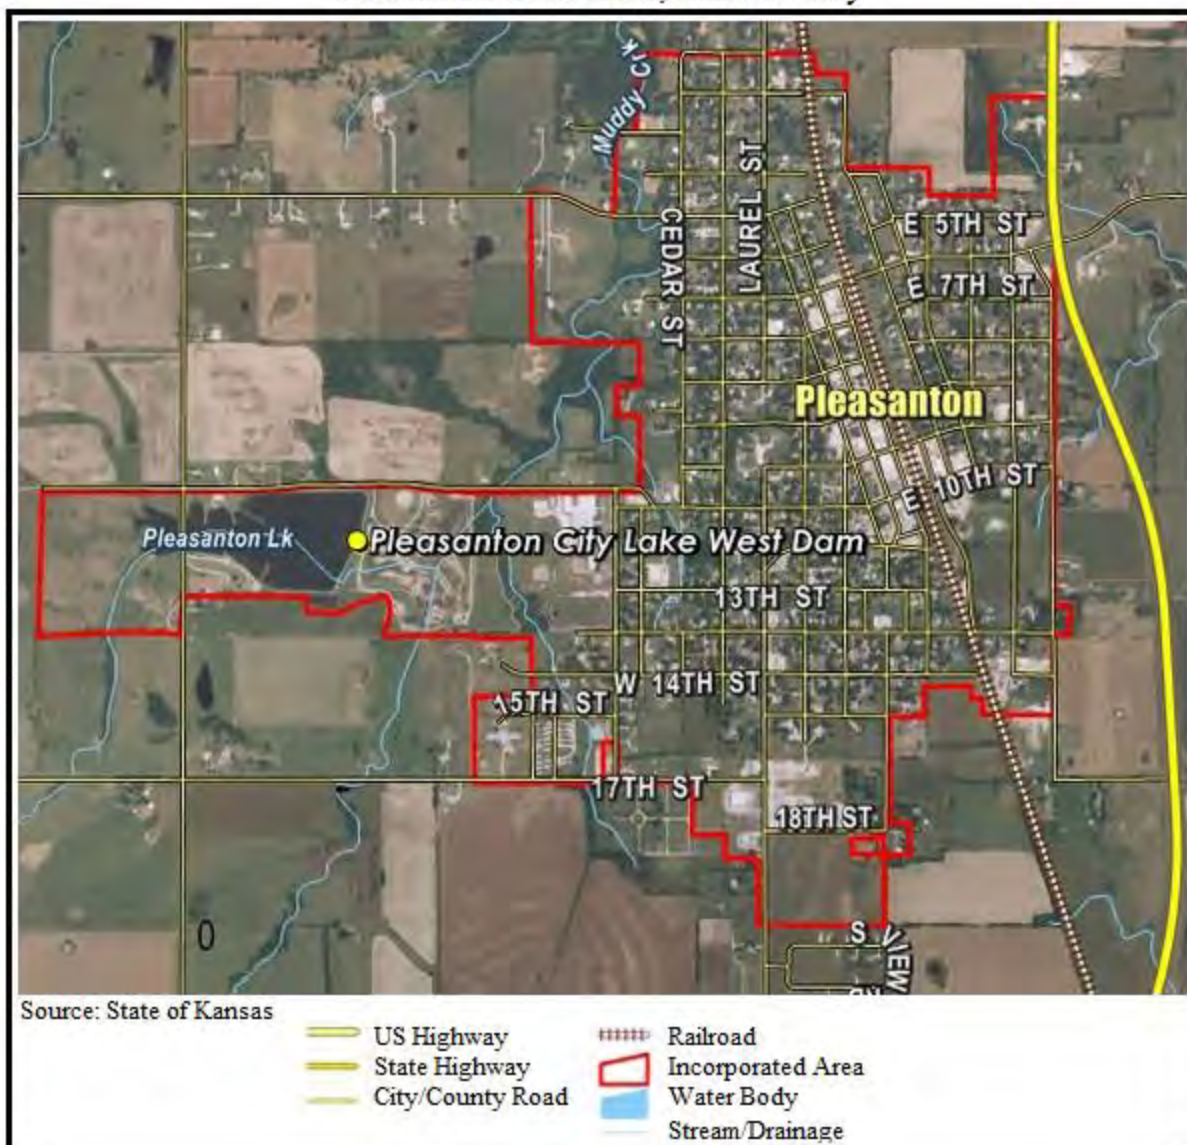 Muddy Crk
CEDAR ST
LAUREL ST
E 5TH ST
E 7TH ST
Pleasanton
E 10TH ST
Pleasanton Lk
Pleasanton City Lake West Dam
13TH ST
W 14TH ST
15TH ST
17TH ST
18TH ST
0
S VIEW
Source: State of Kansas
US Highway
State Highway
City/County Road
Railroad
Incorporated Area
Water Body
Stream/Drainage